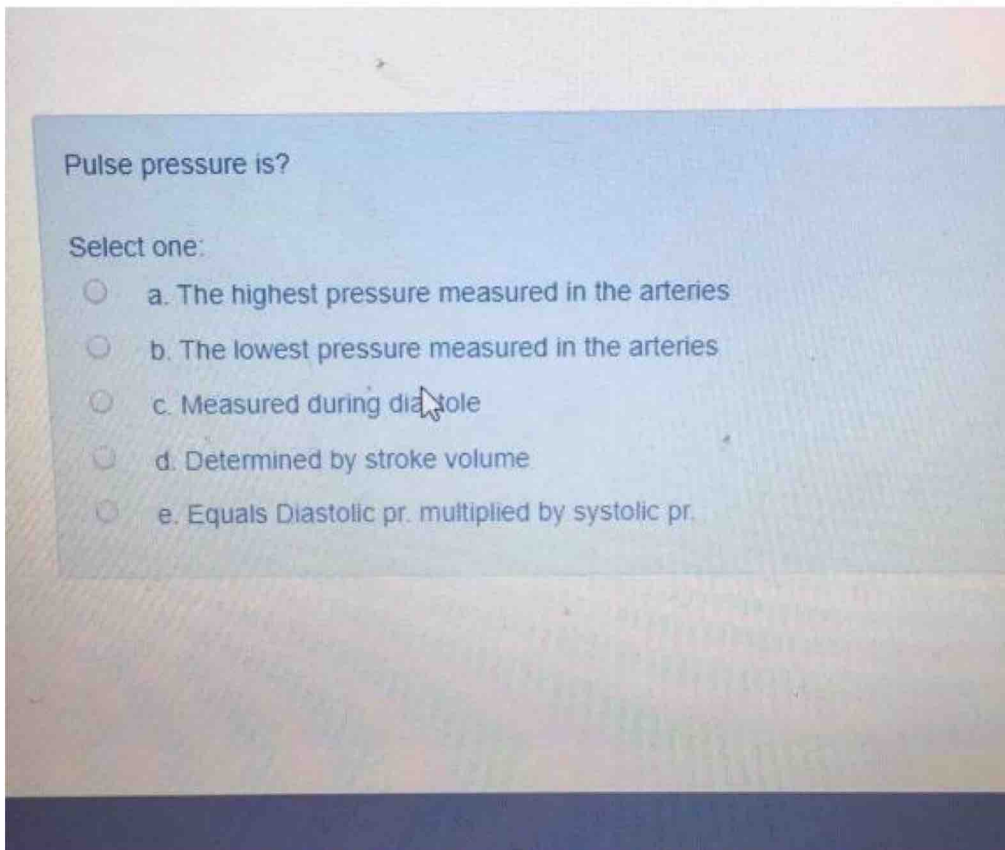 Pulse pressure is?
Select one:
a. The highest pressure measured in the arteries
b. The lowest pressure measured in the arteries
c. Measured during diastole
d. Determined by stroke volume
e. Equals Diastolic pr. multiplied by systolic pr.